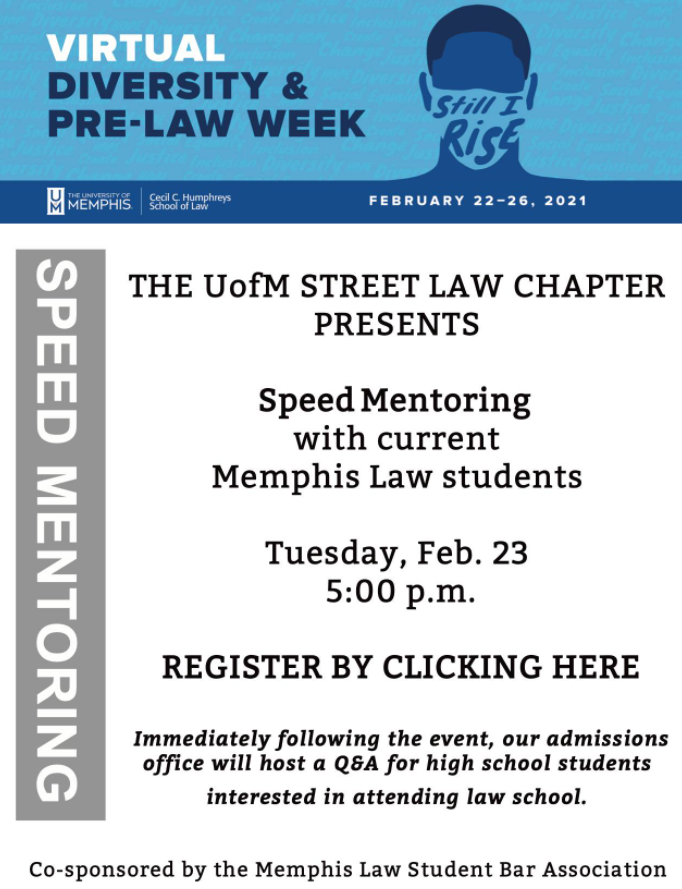 VIRTUAL
DIVERSITY &
PRE-LAW WEEK
Still I
RISE
UM
THE UNIVERSITY OF
MEMPHIS.
Cecil C. Humphreys
School of Law
FEBRUARY 22–26, 2021
SPEED MENTORING
THE UofM STREET LAW CHAPTER
PRESENTS
Speed Mentoring
with current
Memphis Law students
Tuesday, Feb. 23
5:00 p.m.
REGISTER BY CLICKING HERE
Immediately following the event, our admissions
office will host a Q&A for high school students
interested in attending law school.
Co-sponsored by the Memphis Law Student Bar Association